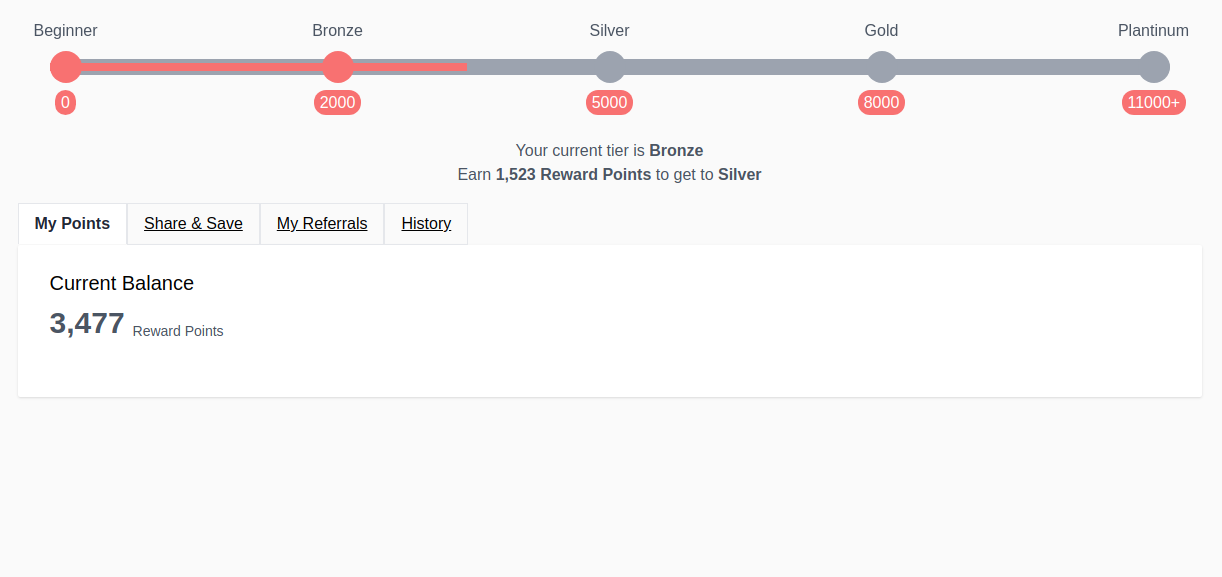 Beginner Bronze Silver Gold Plantinum
0 2000 5000 8000 11000+
Your current tier is Bronze
Earn 1,523 Reward Points to get to Silver
My Points Share & Save My Referrals History
Current Balance
3,477 Reward Points